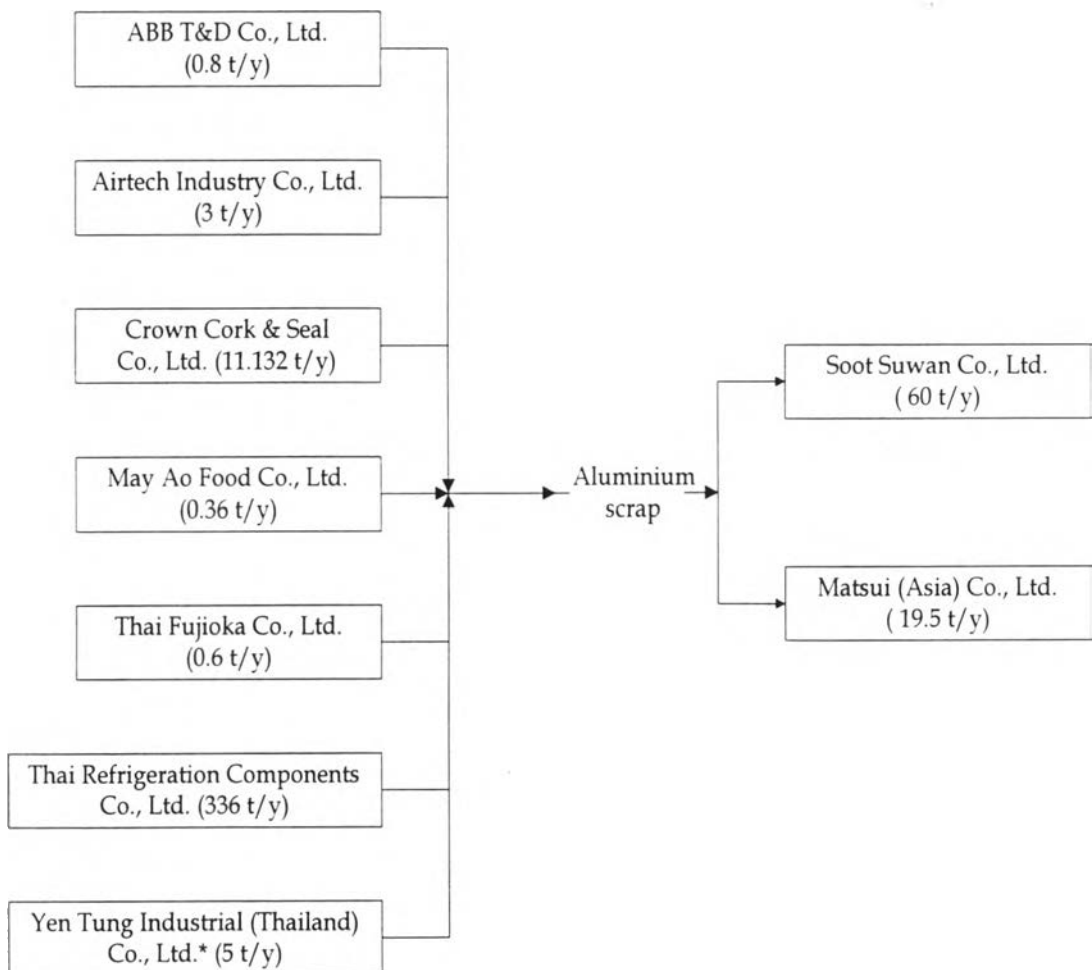 ABB T&D Co., Ltd.
(0.8 t/y)
Airtech Industry Co., Ltd.
(3 t/y)
Crown Cork & Seal
Co., Ltd. (11.132 t/y)
May Ao Food Co., Ltd.
(0.36 t/y)
Thai Fujioka Co., Ltd.
(0.6 t/y)
Thai Refrigeration Components
Co., Ltd. (336 t/y)
Yen Tung Industrial (Thailand)
Co., Ltd.* (5 t/y)
Aluminium
scrap
Soot Suwan Co., Ltd.
( 60 t/y)
Matsui (Asia) Co., Ltd.
( 19.5 t/y)